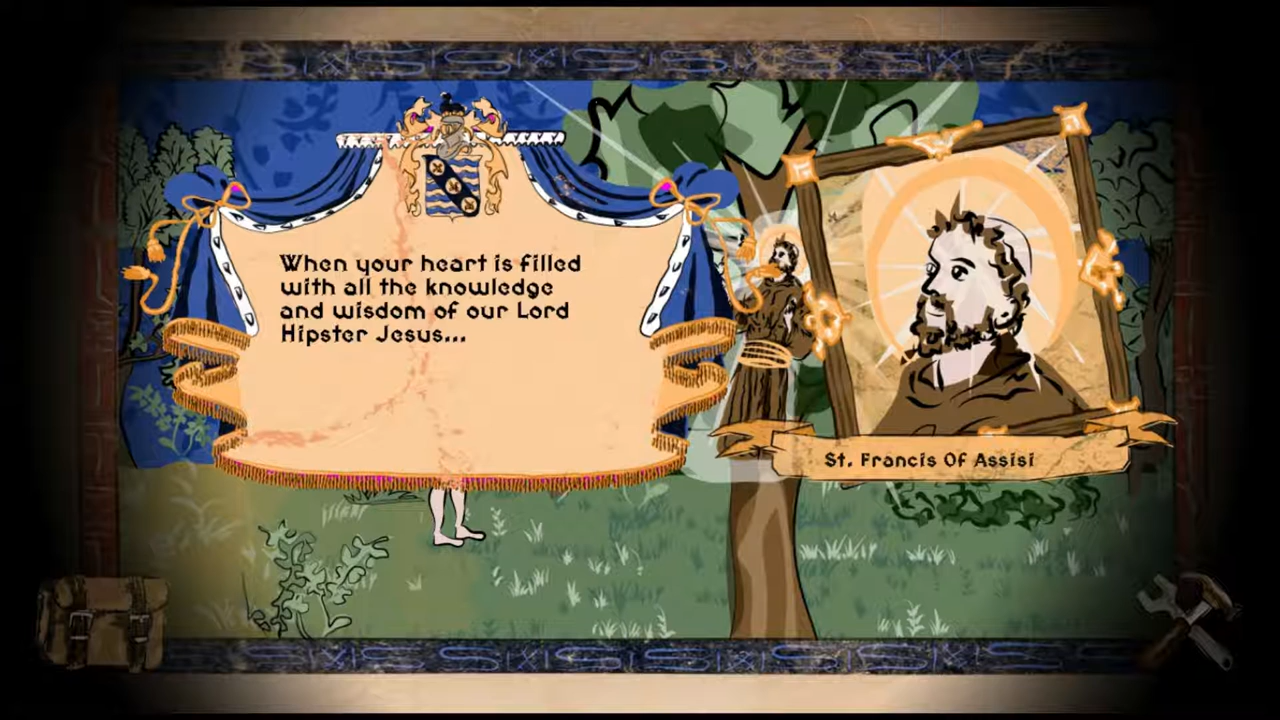 When your heart is filled
with all the knowledge
and wisdom of our Lord
Hipster Jesus...
St. Francis Of Assisi